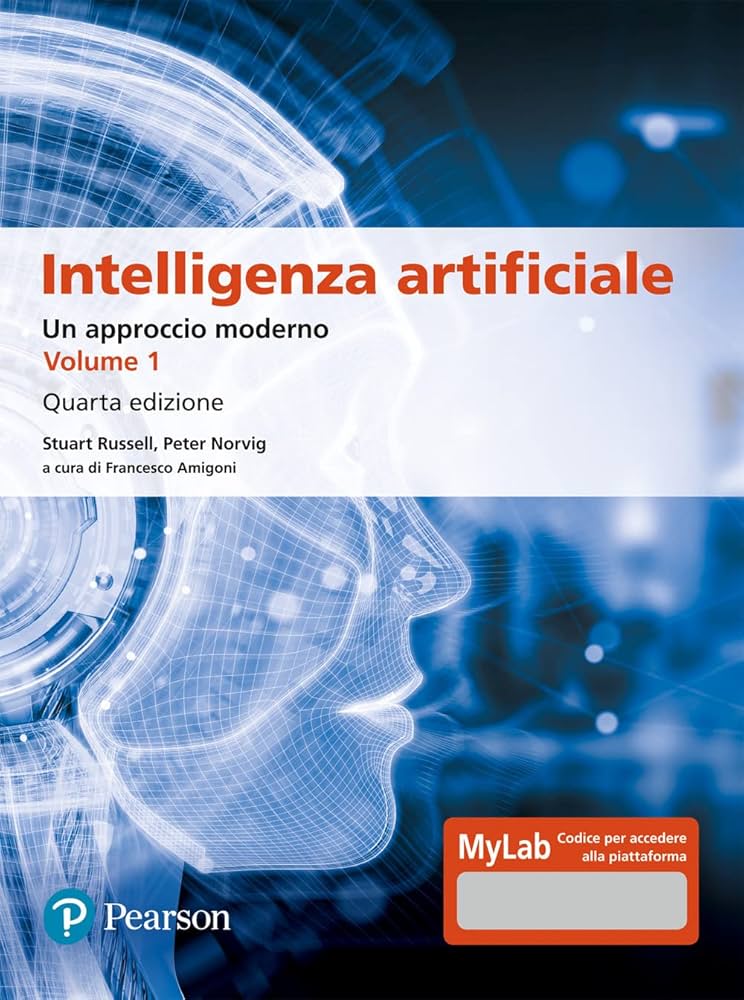 Intelligenza artificiale
Un approccio moderno
Volume 1
Quarta edizione
Stuart Russell, Peter Norvig
a cura di Francesco Amigoni
MyLab
Codice per accedere
alla piattaforma
Pearson